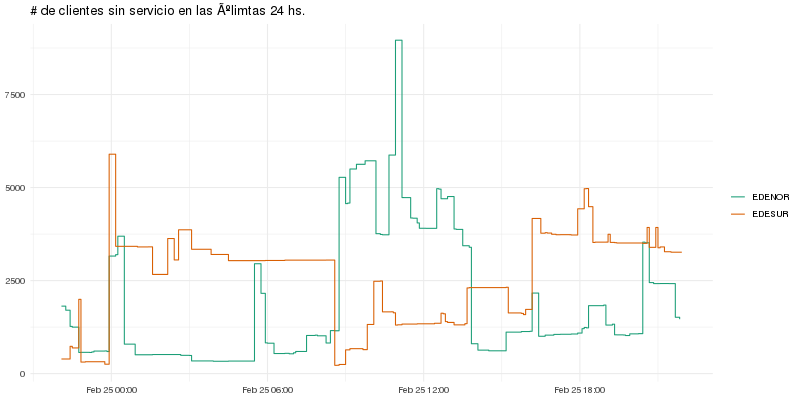 # de clientes sin servicio en las Ãºlimtas 24 hs.
7500
5000
2500
0
Feb 25 00:00
Feb 25 06:00
Feb 25 12:00
Feb 25 18:00
EDENOR
EDESUR